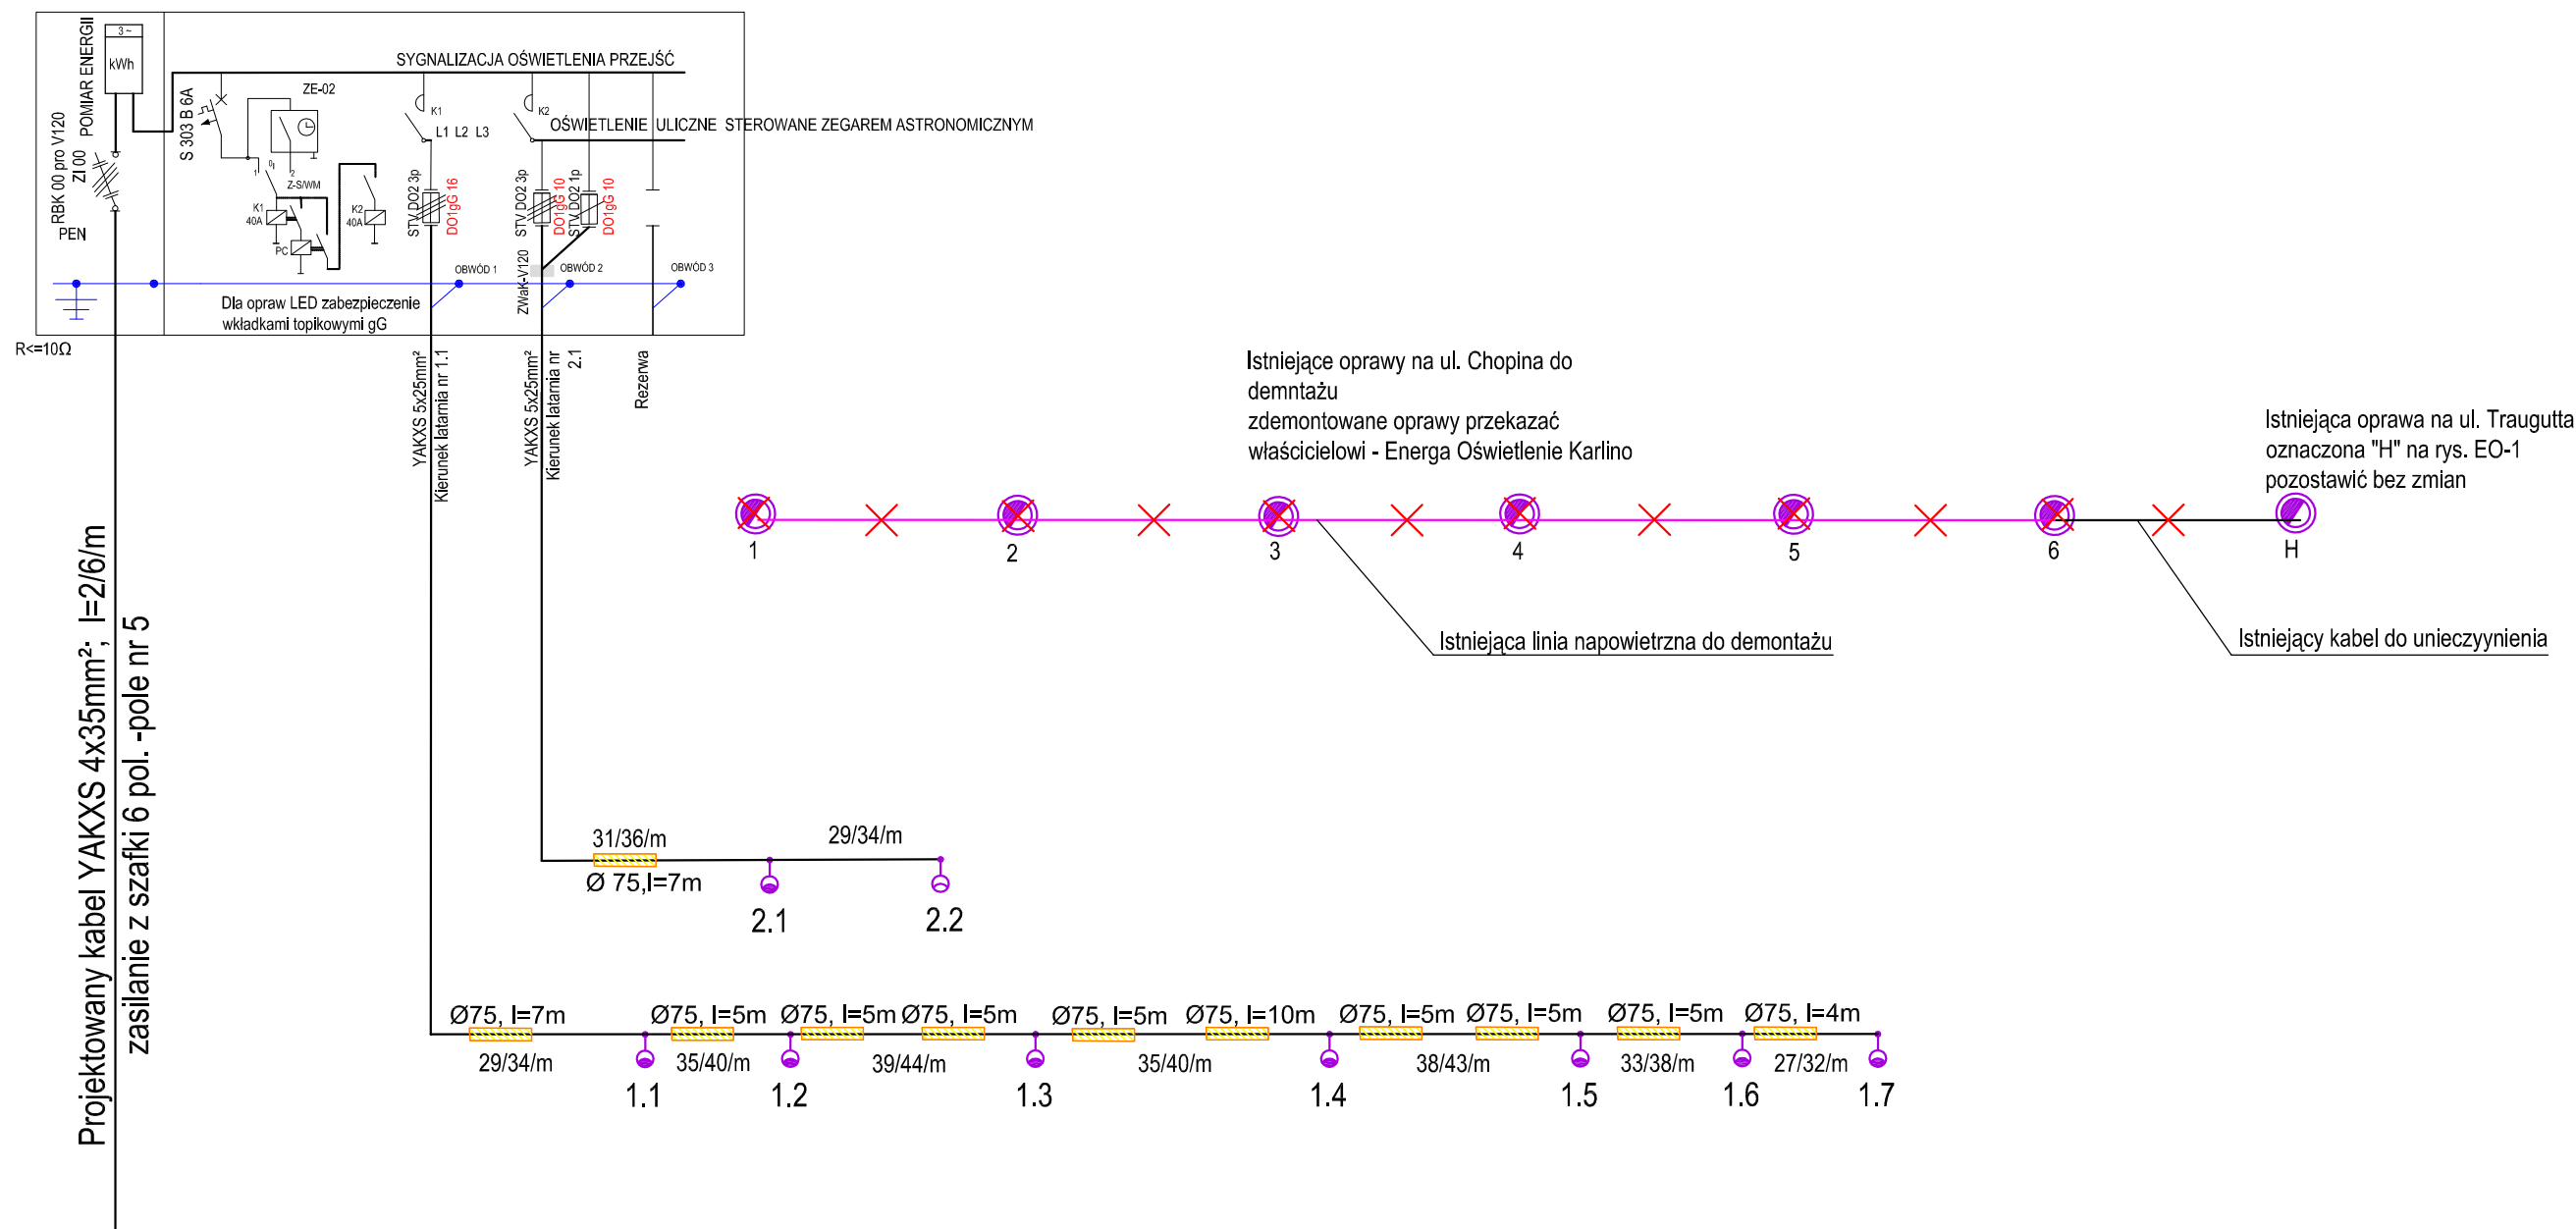 3 ~
kWh
POMIAR ENERGII
RBK 00 pro V120
ZI 00
PEN
S 303 B 6A
ZE-02
SYGNALIZACJA OŚWIETLENIA PRZEJŚĆ
K1
L1 L2 L3
K2
OŚWIETLENIE ULICZNE STEROWANE ZEGAREM ASTRONOMICZNYM
1
0
2
Z-S/WM
K1
40A
K2
40A
PC
STV DO2 3p
DO1gG 16
STV DO2 3p
DO1gG 10
STV DO2 1p
DO1gG 10
ZWaK-V120
OBWÓD 1
OBWÓD 2
OBWÓD 3
Dla opraw LED zabezpieczenie
wkładkami topikowymi gG
R<=10Ω
YAKXS 5x25mm²
Kierunek latarnia nr 1.1
YAKXS 5x25mm²
Kierunek latarnia nr
2.1
Rezerwa
Istniejące oprawy na ul. Chopina do
demntażu
zdemontowane oprawy przekazać
właścicielowi - Energa Oświetlenie Karlino
Istniejąca oprawa na ul. Traugutta
oznaczona "H" na rys. EO-1
pozostawić bez zmian
1
2
3
4
5
6
H
Istniejąca linia napowietrzna do demontażu
Istniejący kabel do unieczyynienia
Projektowany kabel YAKXS 4x35mm²; l=2/6/m
zasilanie z szafki 6 pol. -pole nr 5
31/36/m
29/34/m
Ø 75,l=7m
2.1
2.2
Ø75, l=7m
Ø75, l=5m
Ø75, l=5m
Ø75, l=5m
Ø75, l=5m
Ø75, l=10m
Ø75, l=5m
Ø75, l=5m
Ø75, l=5m
Ø75, l=4m
29/34/m
35/40/m
39/44/m
35/40/m
38/43/m
33/38/m
27/32/m
1.1
1.2
1.3
1.4
1.5
1.6
1.7